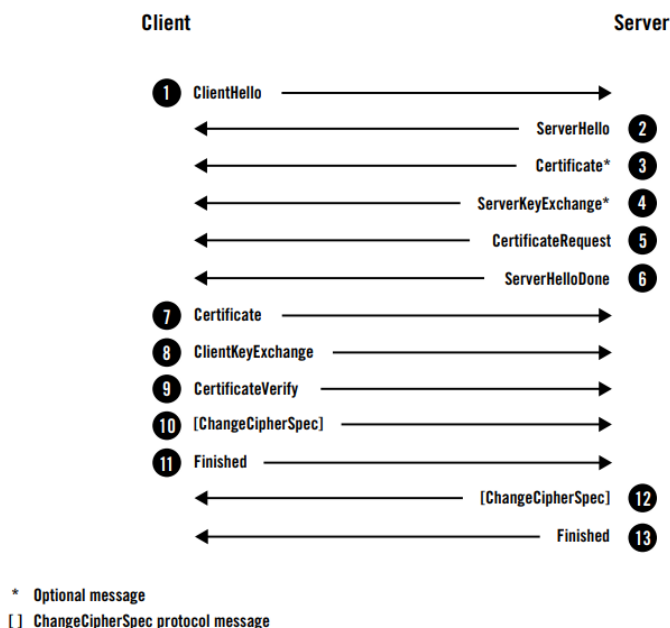 Client Server
1 ClientHello
ServerHello 2
Certificate* 3
ServerKeyExchange* 4
CertificateRequest 5
ServerHelloDone 6
7 Certificate
8 ClientKeyExchange
9 CertificateVerify
10 [ChangeCipherSpec]
11 Finished
[ChangeCipherSpec] 12
Finished 13
* Optional message
[ ] ChangeCipherSpec protocol message